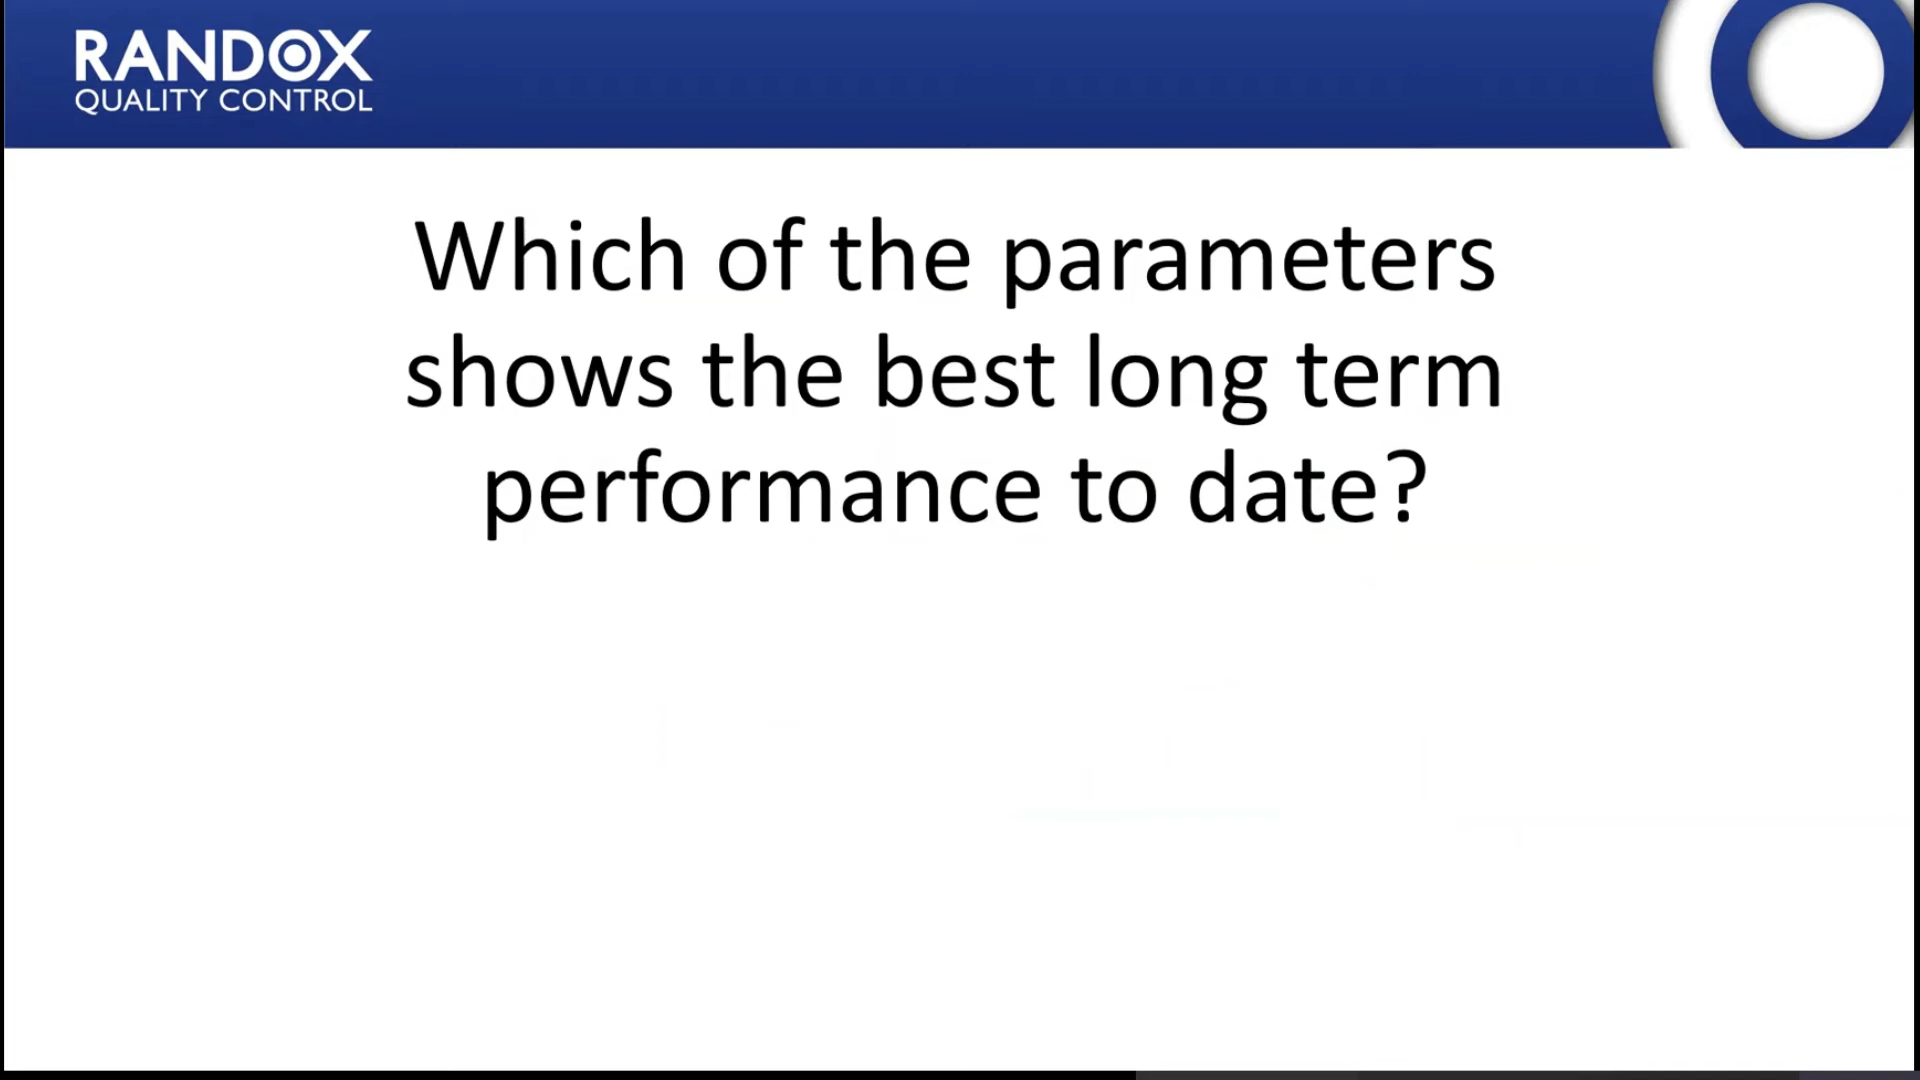 RANDOX
QUALITY CONTROL
Which of the parameters
shows the best long term
performance to date?